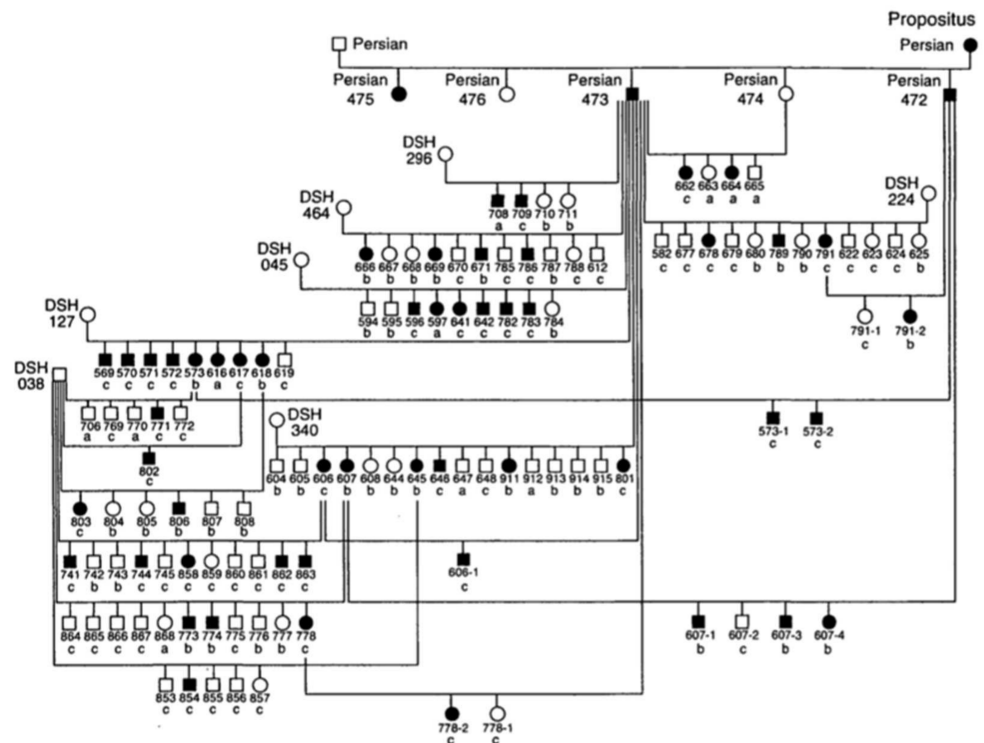 Propositus
Persian Persian
Persian 475 Persian 476 Persian 473 Persian 474 Persian 472
DSH 296
662 663 664 665
c a a a
DSH 224
708 709 710 711
a c b b
DSH 464
582 677 678 679 680 789 790 791 622 623 624 625
c c c c b b b c c c c b
666 667 668 669 670 671 785 786 787 788 612
b b b b c b c c b c c
DSH 045
791-1 791-2
c b
594 595 596 597 641 642 782 783 784
b b c a c c c c b
DSH 127
569 570 571 572 573 616 617 618 619
c c c c b a c b c
DSH 038
706 769 770 771 772
a c a c c
573-1 573-2
c c
DSH 340
802
c
604 605 606 607 608 644 645 646 647 648 911 912 913 914 915 801
b b c b b b b c a c b a b b b c
803 804 805 806 807 808
c b b b b b
741 742 743 744 745 858 859 860 861 862 863
c b b c c c c c c c c
606-1
c
864 865 866 867 868 773 774 775 776 777 778
c c c c a b b c b b c
607-1 607-2 607-3 607-4
b c b b
853 854 855 856 857
c c c c c
778-2 778-1
c c